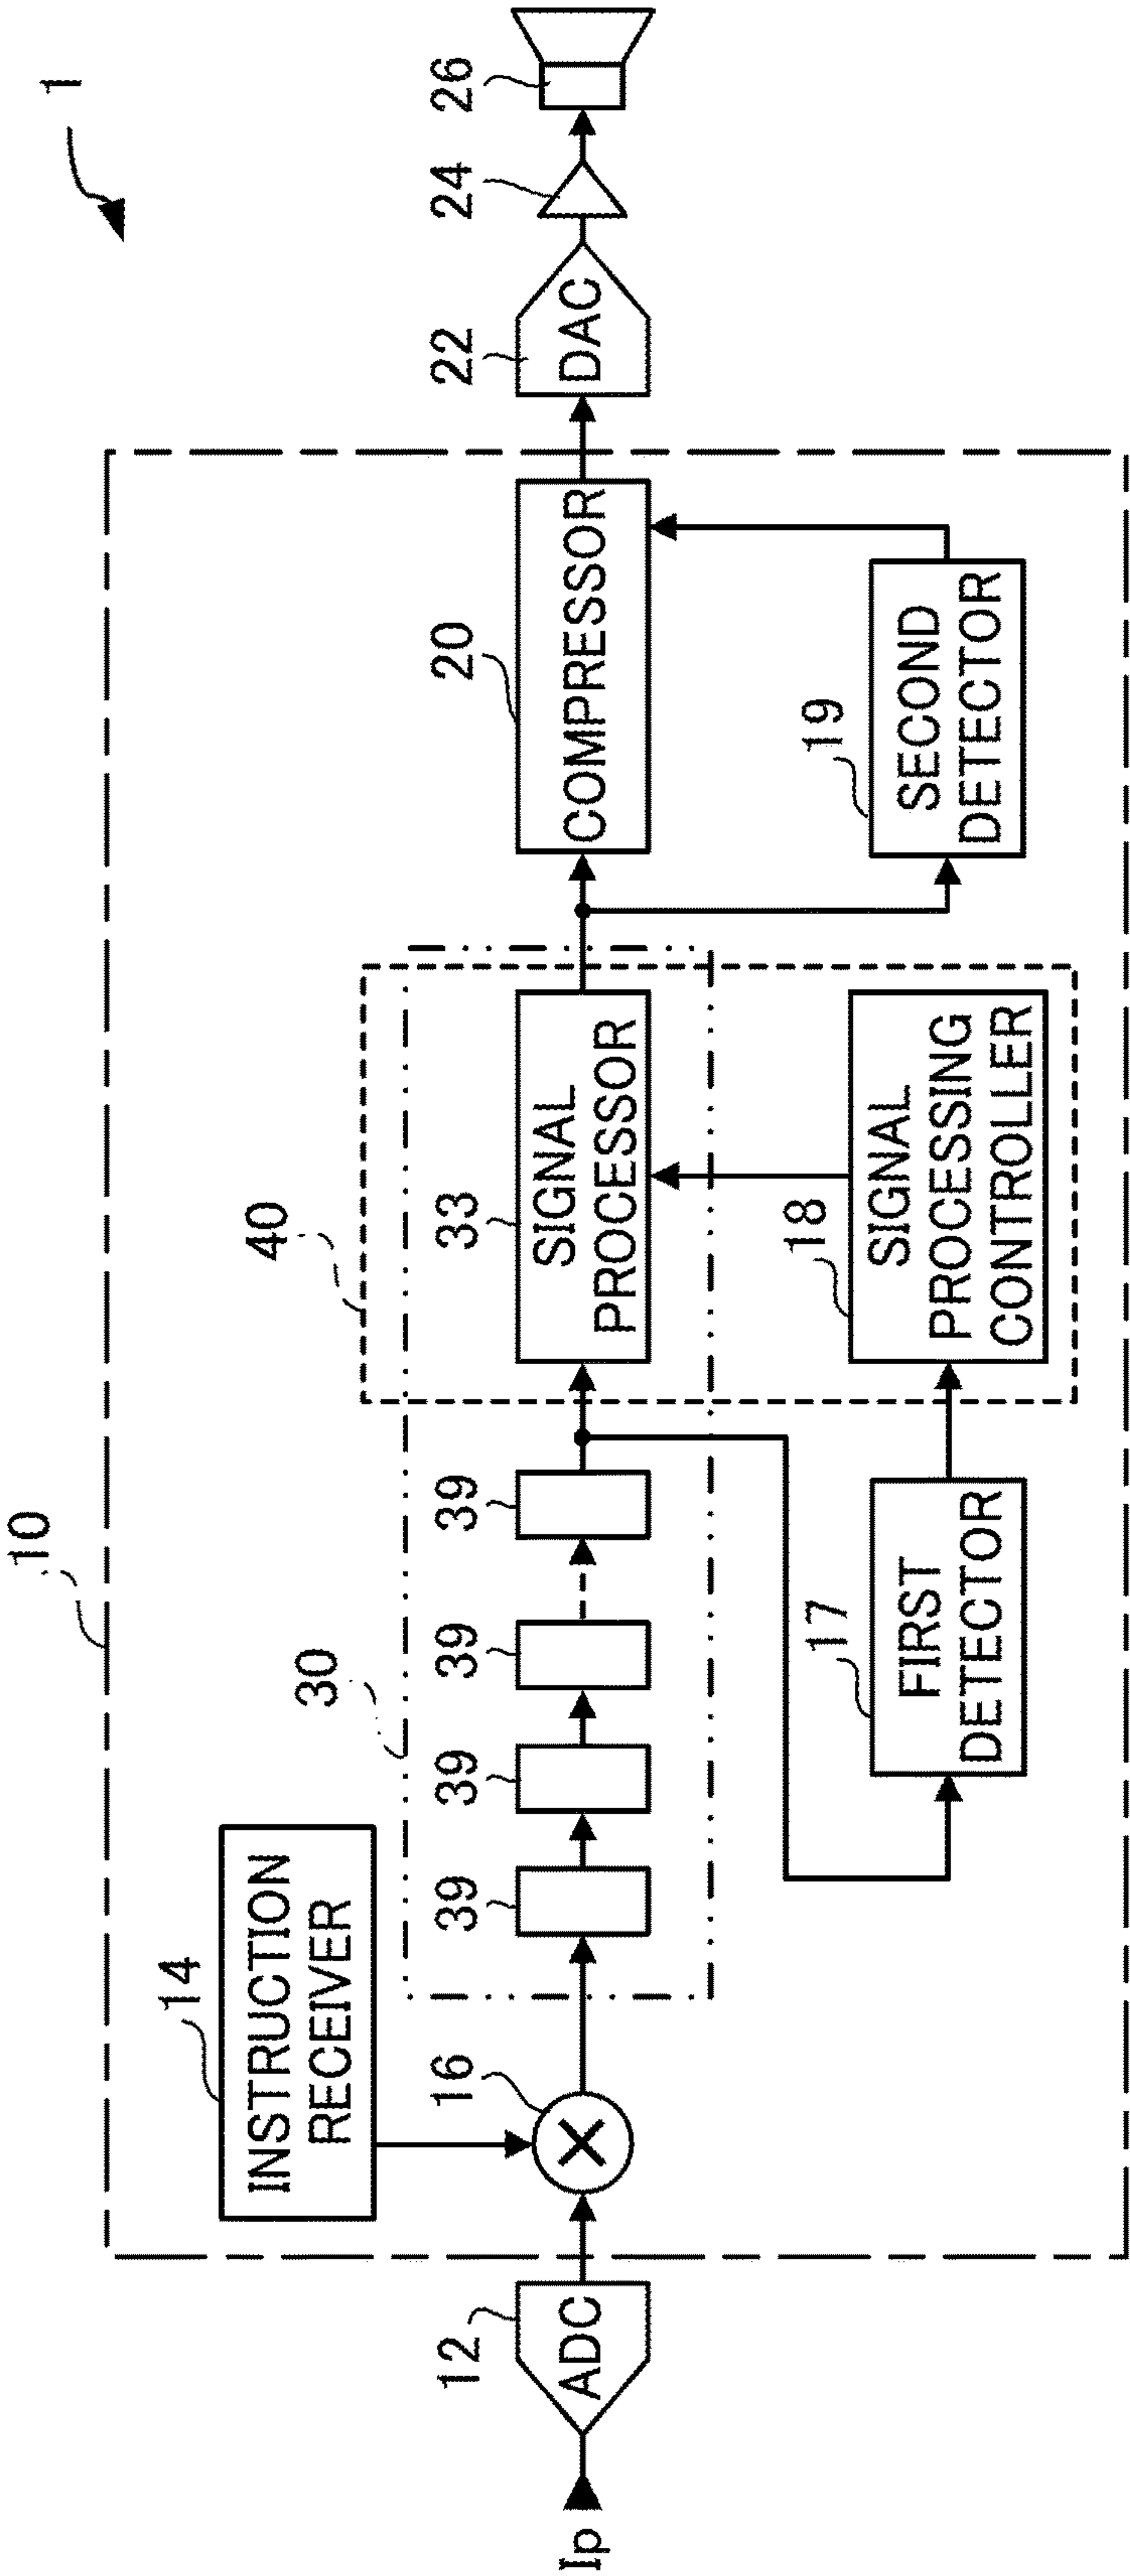 1
10
14
INSTRUCTION
RECEIVER
30
40
Ip
12
ADC
16
39
39
39
39
33
SIGNAL
PROCESSOR
20
COMPRESSOR
22
DAC
24
26
17
FIRST
DETECTOR
18
SIGNAL
PROCESSING
CONTROLLER
19
SECOND
DETECTOR